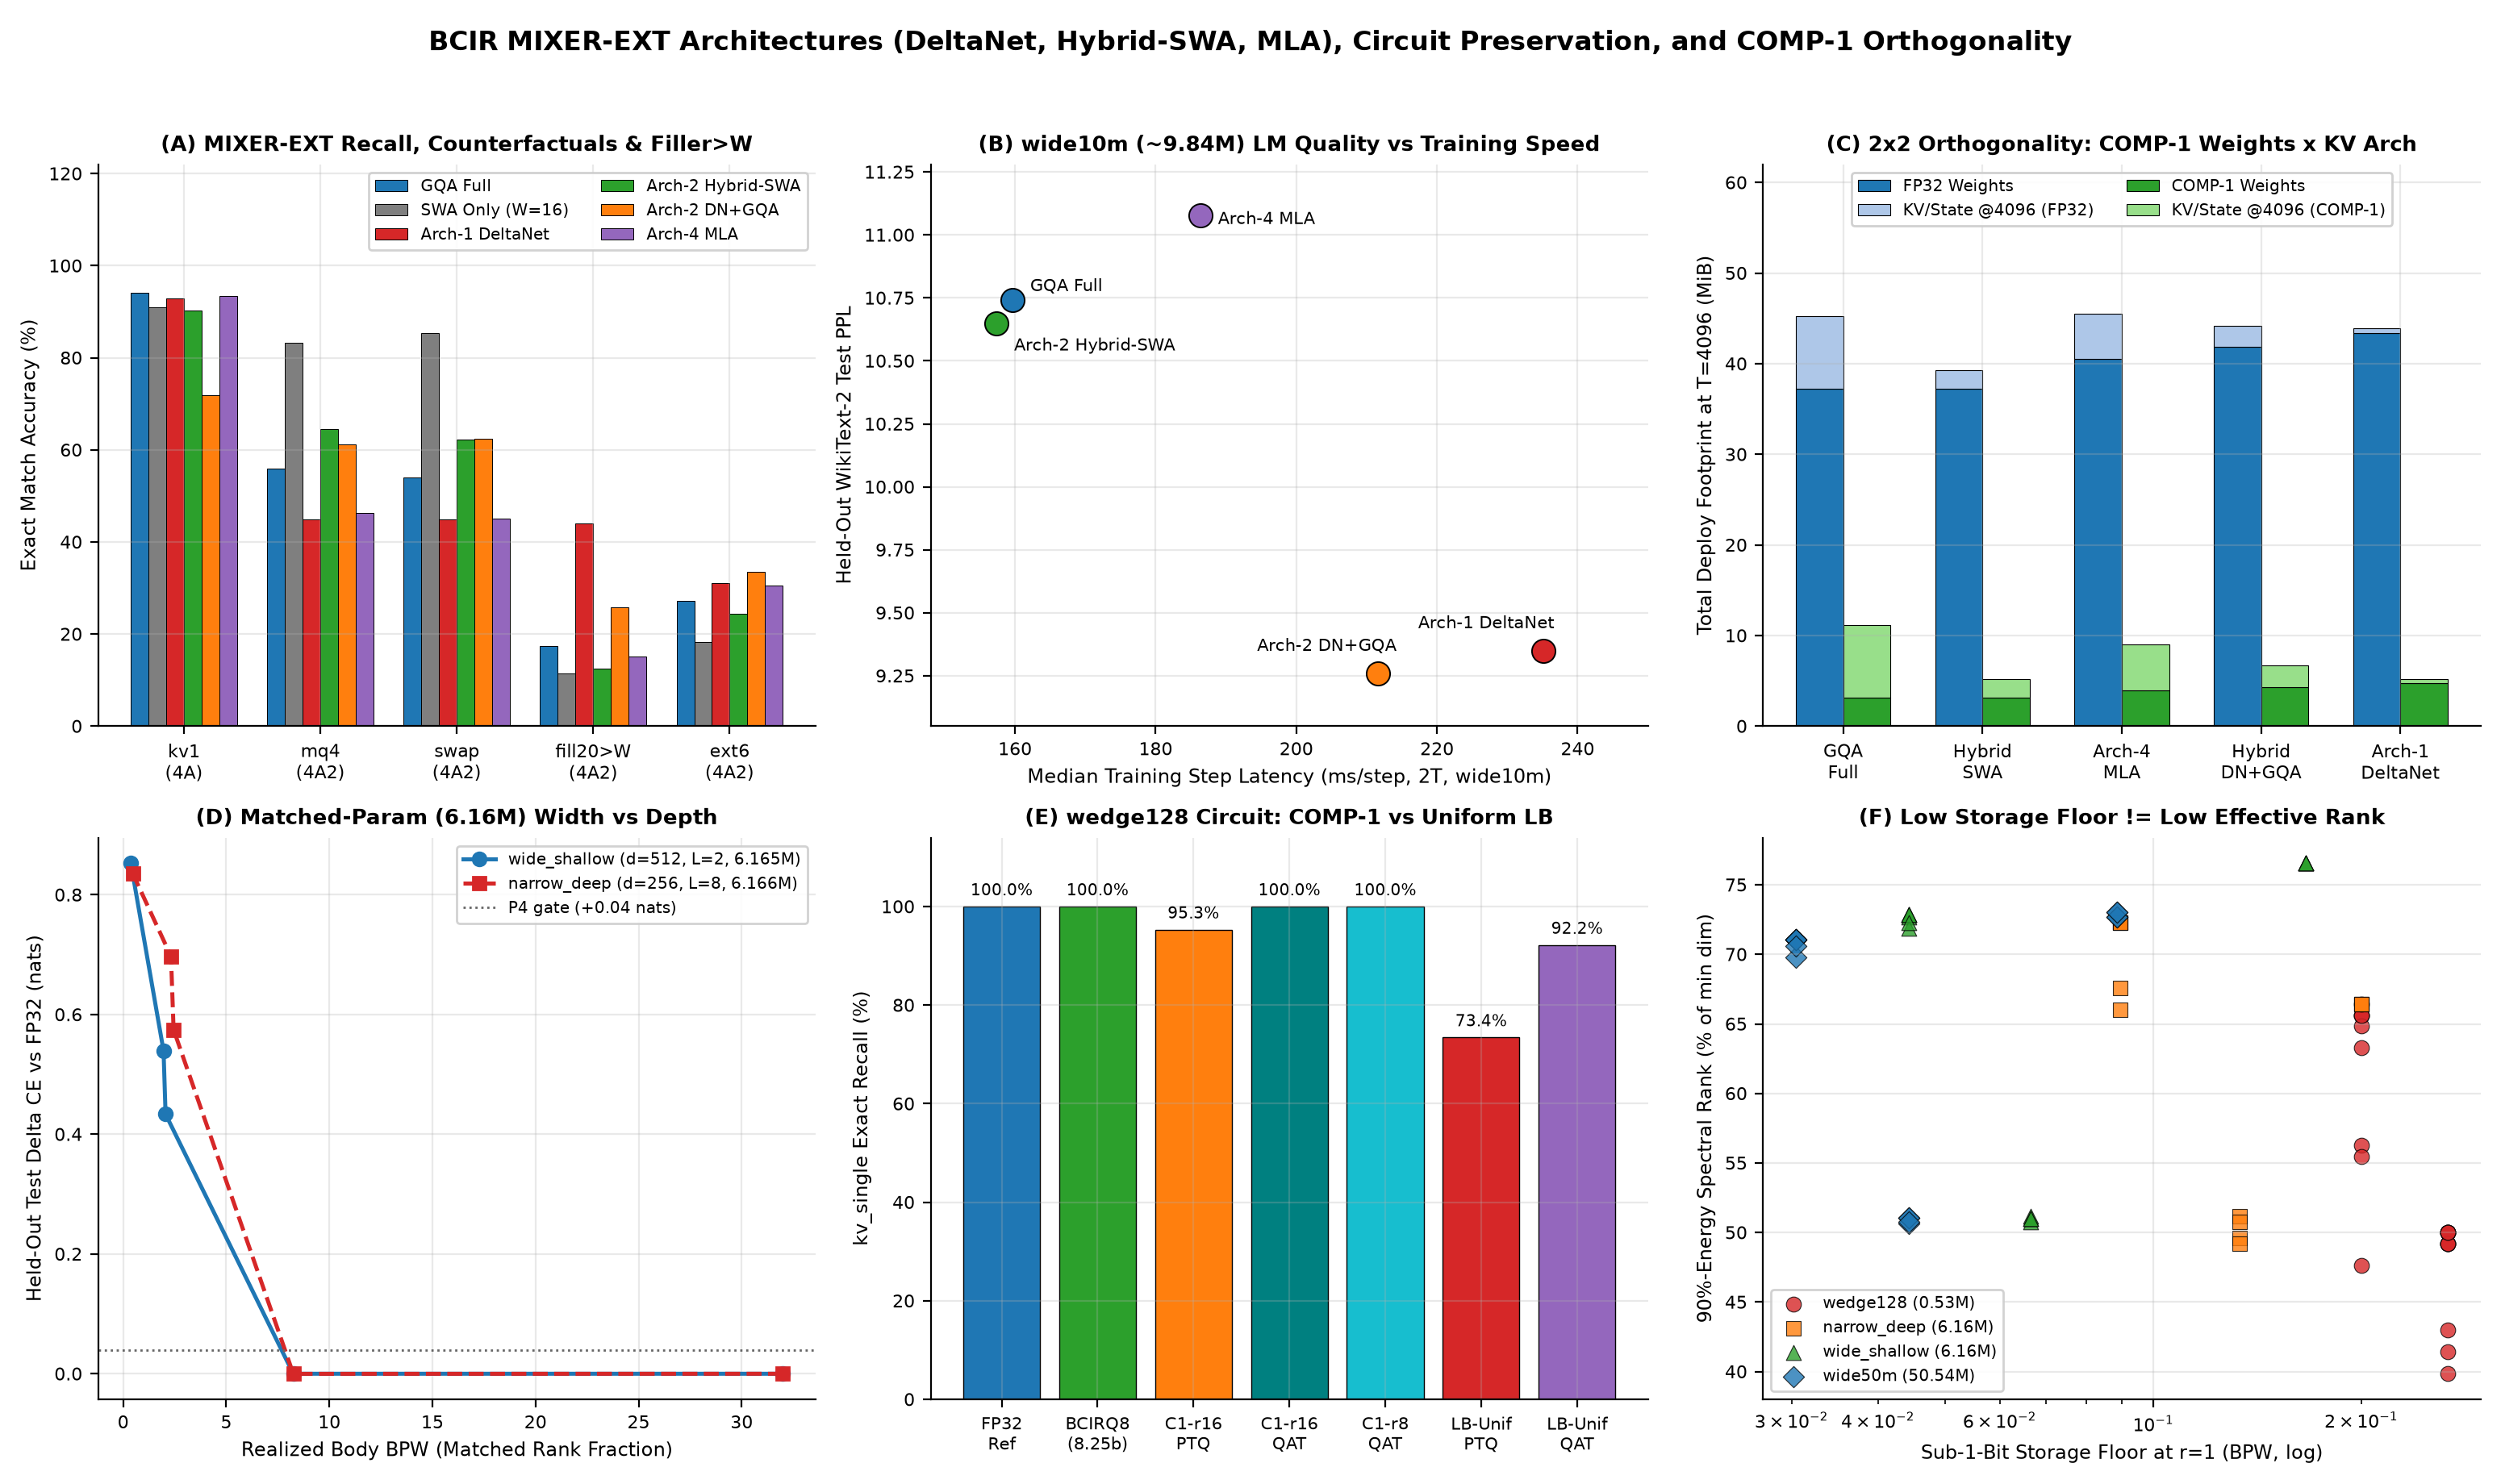 BCIR MIXER-EXT Architectures (DeltaNet, Hybrid-SWA, MLA), Circuit Preservation, and COMP-1 Orthogonality
(A) MIXER-EXT Recall, Counterfactuals & Filler>W
Exact Match Accuracy (%)
120
100
80
60
40
20
0
GQA Full
SWA Only (W=16)
Arch-1 DeltaNet
Arch-2 Hybrid-SWA
Arch-2 DN+GQA
Arch-4 MLA
kv1
(4A)
mq4
(4A2)
swap
(4A2)
fill20>W
(4A2)
ext6
(4A2)
(B) wide10m (~9.84M) LM Quality vs Training Speed
Held-Out WikiText-2 Test PPL
11.25
11.00
10.75
10.50
10.25
10.00
9.75
9.50
9.25
Arch-4 MLA
GQA Full
Arch-2 Hybrid-SWA
Arch-1 DeltaNet
Arch-2 DN+GQA
160 180 200 220 240
Median Training Step Latency (ms/step, 2T, wide10m)
(C) 2x2 Orthogonality: COMP-1 Weights x KV Arch
Total Deploy Footprint at T=4096 (MiB)
60
50
40
30
20
10
0
FP32 Weights
KV/State @4096 (FP32)
COMP-1 Weights
KV/State @4096 (COMP-1)
GQA
Full
Hybrid
SWA
Arch-4
MLA
Hybrid
DN+GQA
Arch-1
DeltaNet
(D) Matched-Param (6.16M) Width vs Depth
Held-Out Test Delta CE vs FP32 (nats)
0.8
0.6
0.4
0.2
0.0
wide_shallow (d=512, L=2, 6.165M)
narrow_deep (d=256, L=8, 6.166M)
P4 gate (+0.04 nats)
0 5 10 15 20 25 30
Realized Body BPW (Matched Rank Fraction)
(E) wedge128 Circuit: COMP-1 vs Uniform LB
kv_single Exact Recall (%)
100
80
60
40
20
0
100.0%
100.0%
95.3%
100.0%
100.0%
73.4%
92.2%
FP32
Ref
BCIRQ8
(8.25b)
C1-r16
PTQ
C1-r16
QAT
C1-r8
QAT
LB-Unif
PTQ
LB-Unif
QAT
(F) Low Storage Floor != Low Effective Rank
90%-Energy Spectral Rank (% of min dim)
75
70
65
60
55
50
45
40
wedge128 (0.53M)
narrow_deep (6.16M)
wide_shallow (6.16M)
wide50m (50.54M)
3 × 10⁻² 4 × 10⁻² 6 × 10⁻² 10⁻¹ 2 × 10⁻¹
Sub-1-Bit Storage Floor at r=1 (BPW, log)